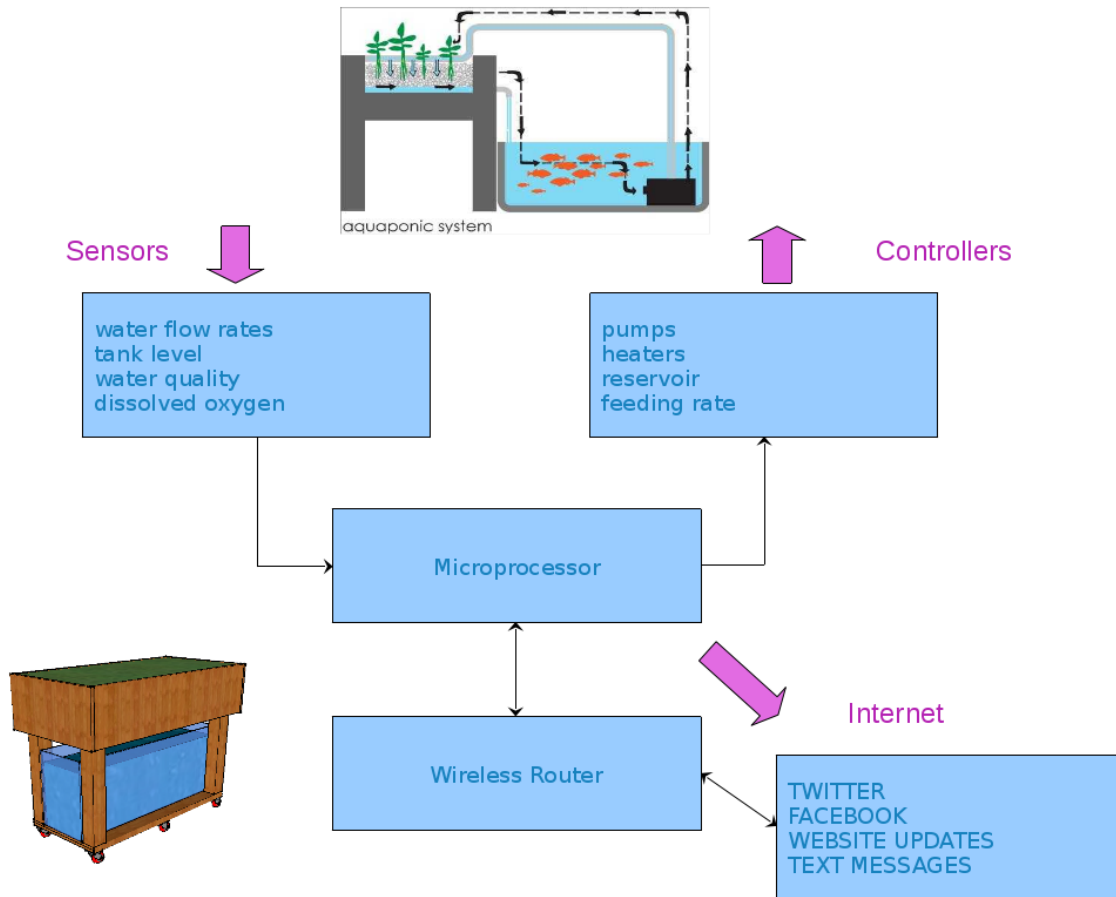 aquaponic system
Sensors
Controllers
water flow rates
tank level
water quality
dissolved oxygen
pumps
heaters
reservoir
feeding rate
Microprocessor
Internet
Wireless Router
TWITTER
FACEBOOK
WEBSITE UPDATES
TEXT MESSAGES